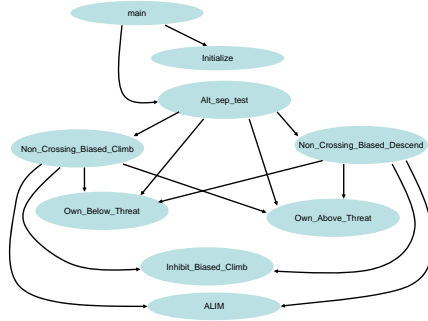 main
Initialize
Alt_sep_test
Non_Crossing_Biased_Climb
Non_Crossing_Biased_Descend
Own_Below_Threat
Own_Above_Threat
Inhibit_Biased_Climb
ALIM